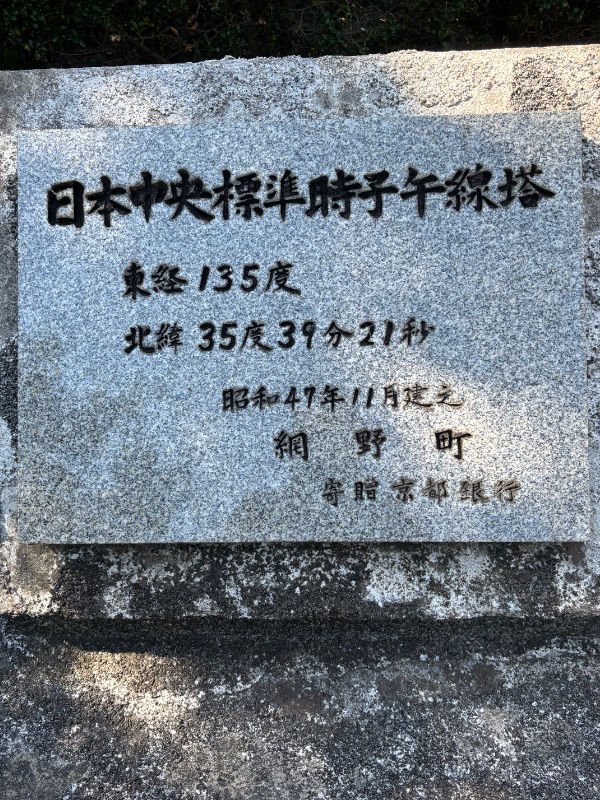 日本中央標準時子午線塔
東経135度
北緯35度39分21秒
昭和47年11月建之
網野町
寄贈 京都銀行